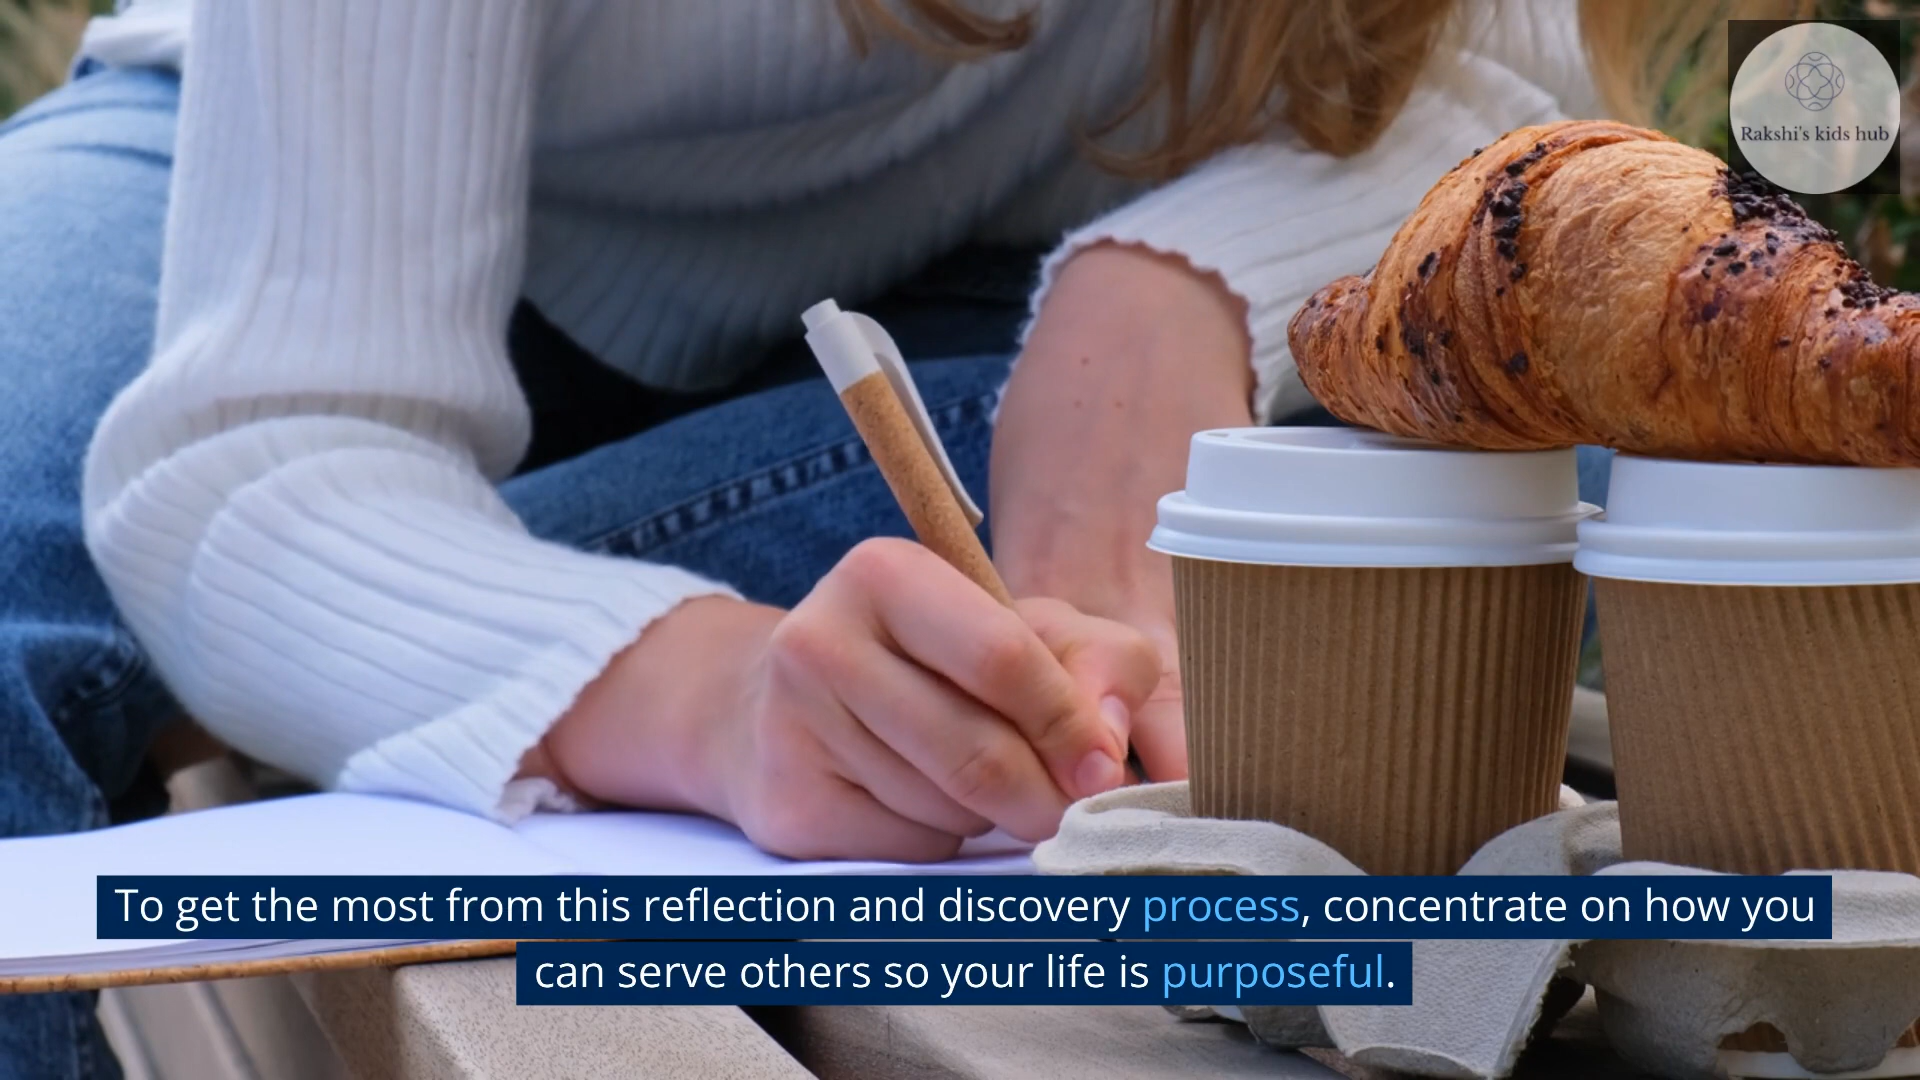 Rakshi's kids hub
To get the most from this reflection and discovery process, concentrate on how you
can serve others so your life is purposeful.